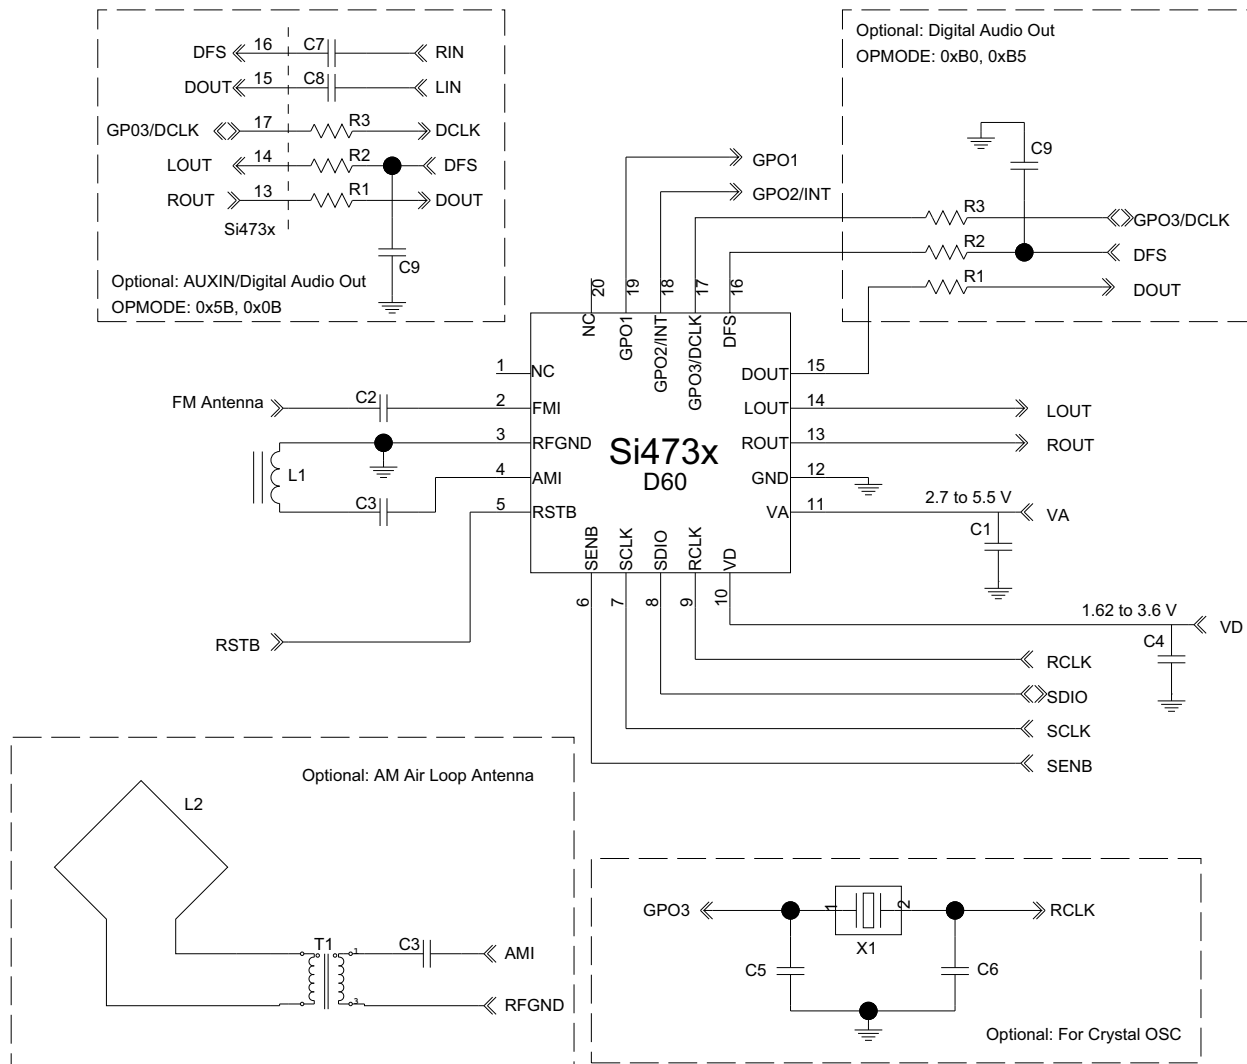 DFS 16 C7 RIN
DOUT 15 C8 LIN
GP03/DCLK 17 R3 DCLK
LOUT 14 R2 DFS
ROUT 13 R1 DOUT
Si473x
C9
Optional: AUXIN/Digital Audio Out
OPMODE: 0x5B, 0x0B
Optional: Digital Audio Out
OPMODE: 0xB0, 0xB5
C9
R3 GPO3/DCLK
R2 DFS
R1 DOUT
GPO1
GPO2/INT
20 19 18 17 16
NC GPO1 GPO2/INT GPO3/DCLK DFS
1 NC
FM Antenna C2 2 FMI
3 RFGND
L1
4 AMI
C3 5 RSTB
RSTB
Si473x
D60
DOUT 15
LOUT 14 LOUT
ROUT 13 ROUT
GND 12
VA 11 2.7 to 5.5 V VA
C1
SENB SCLK SDIO RCLK VD
6 7 8 9 10
1.62 to 3.6 V VD
C4
RCLK
SDIO
SCLK
SENB
Optional: AM Air Loop Antenna
L2
T1 1 C3 AMI
3 RFGND
GPO3 1 2 RCLK
X1
C5 C6
Optional: For Crystal OSC